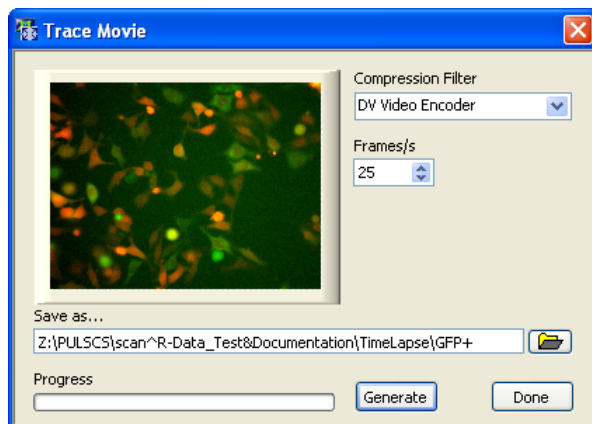 Trace Movie
Compression Filter
DV Video Encoder
Frames/s
25
Save as...
Z:\PULSCS\scan^R-Data_Test&Documentation\TimeLapse\GFP+
Progress
Generate
Done